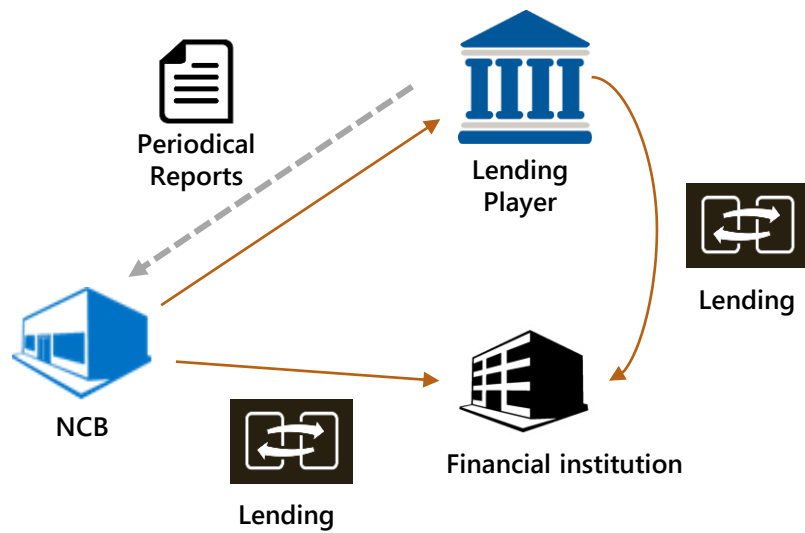 Periodical
Reports
Lending
Player
Lending
NCB
Financial institution
Lending